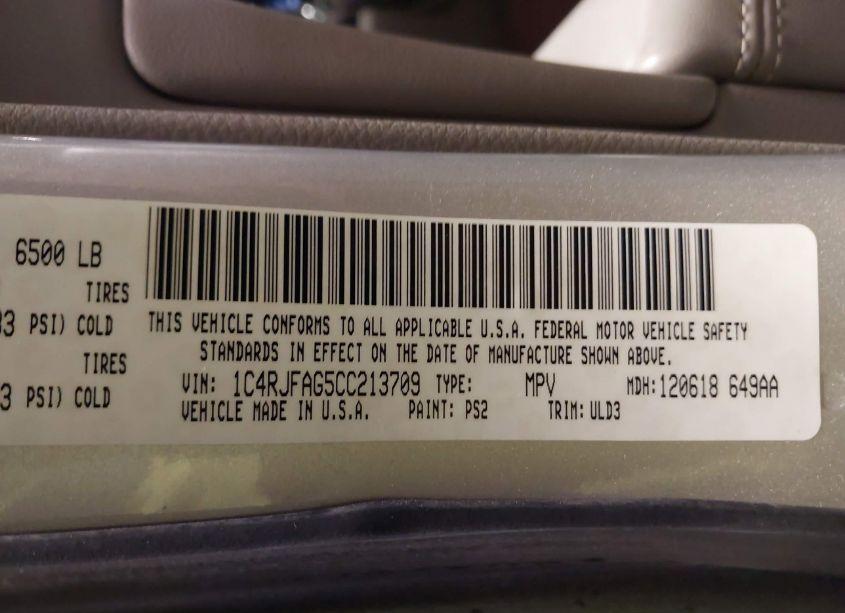 6500 LB
TIRES
33 PSI) COLD
TIRES
3 PSI) COLD
THIS VEHICLE CONFORMS TO ALL APPLICABLE U.S.A. FEDERAL MOTOR VEHICLE SAFETY
STANDARDS IN EFFECT ON THE DATE OF MANUFACTURE SHOWN ABOVE.
VIN: 1C4RJFAG5CC213709 TYPE: MPV MDH:120618 649AA
VEHICLE MADE IN U.S.A. PAINT: PS2 TRIM: ULD3